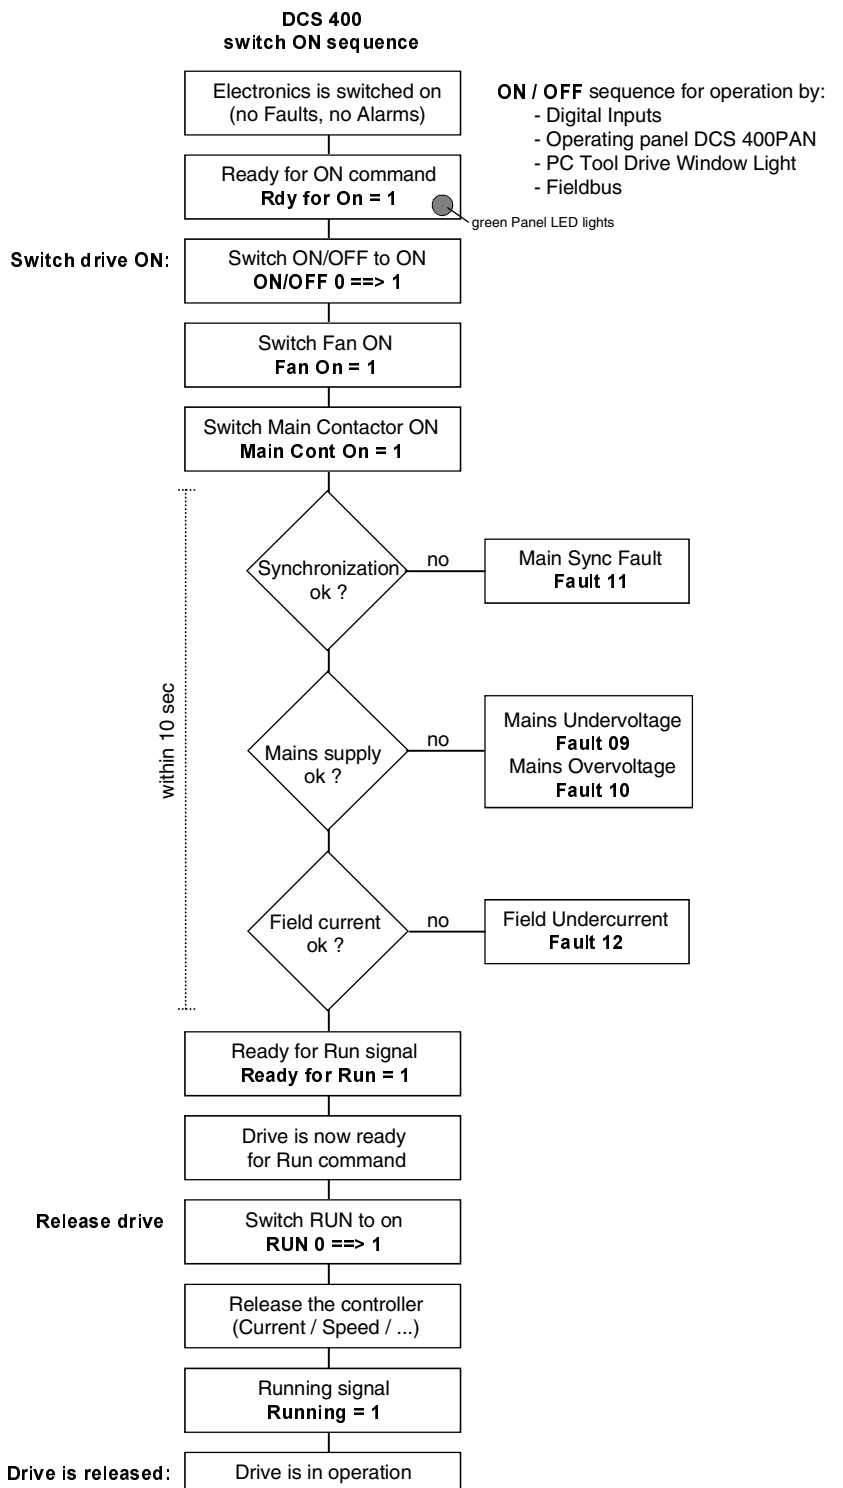 DCS 400
switch ON sequence
Electronics is switched on
(no Faults, no Alarms)
ON / OFF sequence for operation by:
- Digital Inputs
- Operating panel DCS 400PAN
- PC Tool Drive Window Light
- Fieldbus
Ready for ON command
Rdy for On = 1
green Panel LED lights
Switch drive ON:
Switch ON/OFF to ON
ON/OFF 0 ==> 1
Switch Fan ON
Fan On = 1
Switch Main Contactor ON
Main Cont On = 1
within 10 sec
Synchronization
ok ?
no
Main Sync Fault
Fault 11
Mains supply
ok ?
no
Mains Undervoltage
Fault 09
Mains Overvoltage
Fault 10
Field current
ok ?
no
Field Undercurrent
Fault 12
Ready for Run signal
Ready for Run = 1
Drive is now ready
for Run command
Release drive
Switch RUN to on
RUN 0 ==> 1
Release the controller
(Current / Speed / ...)
Running signal
Running = 1
Drive is released:
Drive is in operation